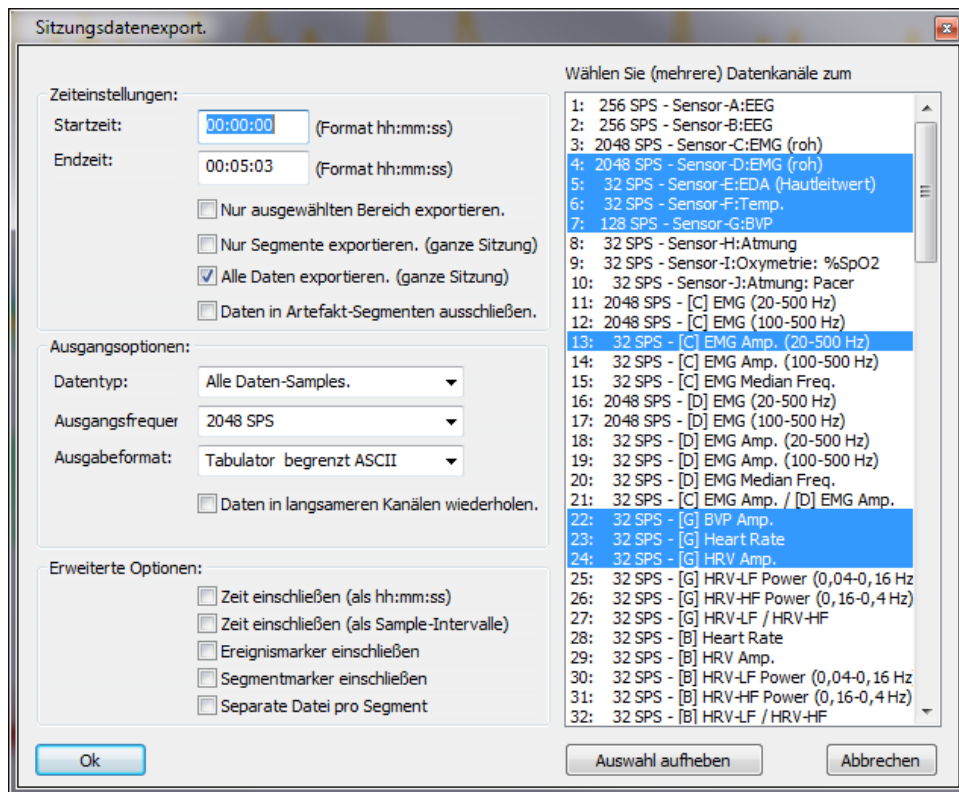 Sitzungsdatenexport.
Zeiteinstellungen:
Startzeit: 00:00:00 (Format hh:mm:ss)
Endzeit: 00:05:03 (Format hh:mm:ss)
Nur ausgewählten Bereich exportieren.
Nur Segmente exportieren. (ganze Sitzung)
Alle Daten exportieren. (ganze Sitzung)
Daten in Artefakt-Segmenten ausschließen.
Ausgangsoptionen:
Datentyp: Alle Daten-Samples.
Ausgangsfrequer 2048 SPS
Ausgabeformat: Tabulator begrenzt ASCII
Daten in langsameren Kanälen wiederholen.
Erweiterte Optionen:
Zeit einschließen (als hh:mm:ss)
Zeit einschließen (als Sample-Intervalle)
Ereignismarker einschließen
Segmentmarker einschließen
Separate Datei pro Segment
Ok
Wählen Sie (mehrere) Datenkanäle zum
1: 256 SPS - Sensor-A:EEG
2: 256 SPS - Sensor-B:EEG
3: 2048 SPS - Sensor-C:EMG (roh)
4: 2048 SPS - Sensor-D:EMG (roh)
5: 32 SPS - Sensor-E:EDA (Hautleitwert)
6: 32 SPS - Sensor-F:Temp.
7: 128 SPS - Sensor-G:BVP
8: 32 SPS - Sensor-H:Atmung
9: 32 SPS - Sensor-I:Oxymetrie: %SpO2
10: 32 SPS - Sensor-J:Atmung: Pacer
11: 2048 SPS - [C] EMG (20-500 Hz)
12: 2048 SPS - [C] EMG (100-500 Hz)
13: 32 SPS - [C] EMG Amp. (20-500 Hz)
14: 32 SPS - [C] EMG Amp. (100-500 Hz)
15: 32 SPS - [C] EMG Median Freq.
16: 2048 SPS - [D] EMG (20-500 Hz)
17: 2048 SPS - [D] EMG (100-500 Hz)
18: 32 SPS - [D] EMG Amp. (20-500 Hz)
19: 32 SPS - [D] EMG Amp. (100-500 Hz)
20: 32 SPS - [D] EMG Median Freq.
21: 32 SPS - [C] EMG Amp. / [D] EMG Amp.
22: 32 SPS - [G] BVP Amp.
23: 32 SPS - [G] Heart Rate
24: 32 SPS - [G] HRV Amp.
25: 32 SPS - [G] HRV-LF Power (0,04-0,16 Hz
26: 32 SPS - [G] HRV-HF Power (0,16-0,4 Hz)
27: 32 SPS - [G] HRV-LF / HRV-HF
28: 32 SPS - [B] Heart Rate
29: 32 SPS - [B] HRV Amp.
30: 32 SPS - [B] HRV-LF Power (0,04-0,16 Hz
31: 32 SPS - [B] HRV-HF Power (0,16-0,4 Hz)
32: 32 SPS - [B] HRV-LF / HRV-HF
Auswahl aufheben
Abbrechen